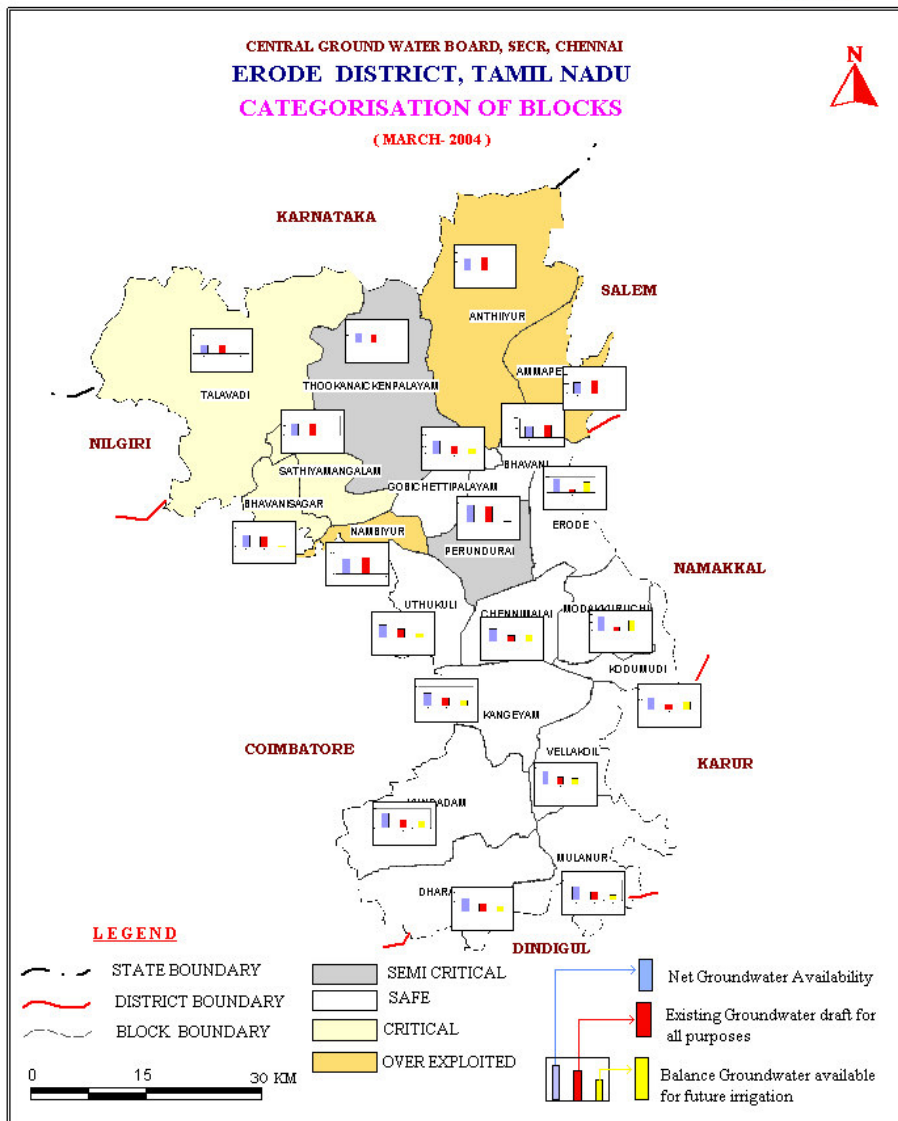 CENTRAL GROUND WATER BOARD, SECR, CHENNAI
ERODE DISTRICT, TAMIL NADU
CATEGORISATION OF BLOCKS
( MARCH- 2004 )
N
KARNATAKA
SALEM
ANTHIYUR
AMMAPE
TALAVADI
THOOKANAICKENPALAYAM
NILGIRI
BHAVANI
SATHIYAMANGALAM
GOBICHETTIPALAYAM
BHAVANISAGAR
ERODE
NAMBIYUR
PERUNDURAI
NAMAKKAL
UTHUKULI
CHENNIMALAI
MODAKKURUCHI
KODUMUDI
KANGEYAM
COIMBATORE
VELLAKOIL
KARUR
MULANUR
DHARA
DINDIGUL
LEGEND
STATE BOUNDARY
DISTRICT BOUNDARY
BLOCK BOUNDARY
0 15 30 KM
SEMI CRITICAL
SAFE
CRITICAL
OVER EXPLOITED
Net Groundwater Availability
Existing Groundwater draft for
all purposes
Balance Groundwater available
for future irrigation